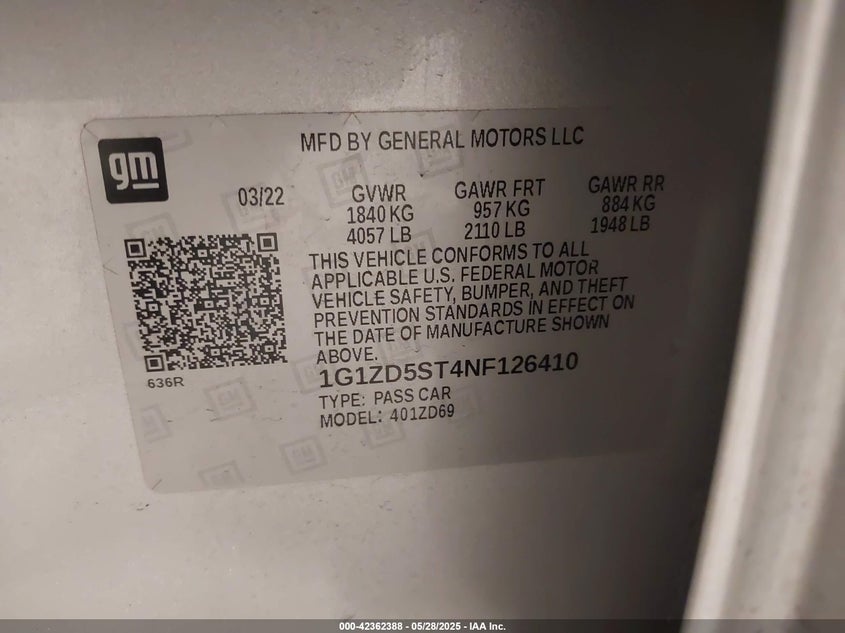 gm
MFD BY GENERAL MOTORS LLC
03/22
GVWR
1840 KG
4057 LB
GAWR FRT
957 KG
2110 LB
GAWR RR
884 KG
1948 LB
THIS VEHICLE CONFORMS TO ALL
APPLICABLE U.S. FEDERAL MOTOR
VEHICLE SAFETY, BUMPER, AND THEFT
PREVENTION STANDARDS IN EFFECT ON
THE DATE OF MANUFACTURE SHOWN
ABOVE.
636R
1G1ZD5ST4NF126410
TYPE: PASS CAR
MODEL: 401ZD69
000-42362388 - 05/28/2025 - IAA Inc.